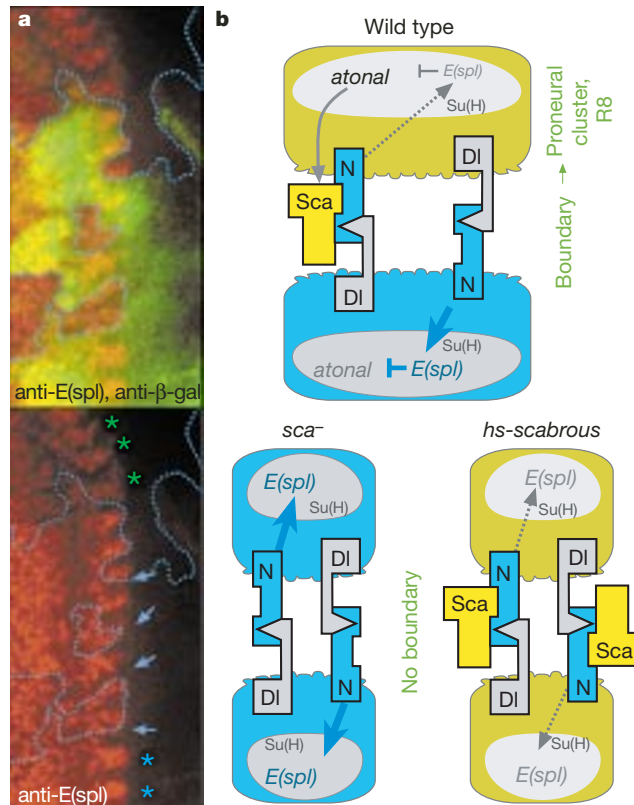 a
anti-E(spl), anti-β-gal
* * *
* *
anti-E(spl)
b
Wild type
atonal
E(spl)
Su(H)
N
Dl
Sca
Dl
N
Su(H)
atonal
E(spl)
Boundary → Proneural
cluster,
R8
sca⁻
E(spl)
Su(H)
N
Dl
Dl
N
Su(H)
E(spl)
No boundary
hs-scabrous
E(spl)
Su(H)
N
Dl
Sca
Sca
Dl
N
Su(H)
E(spl)